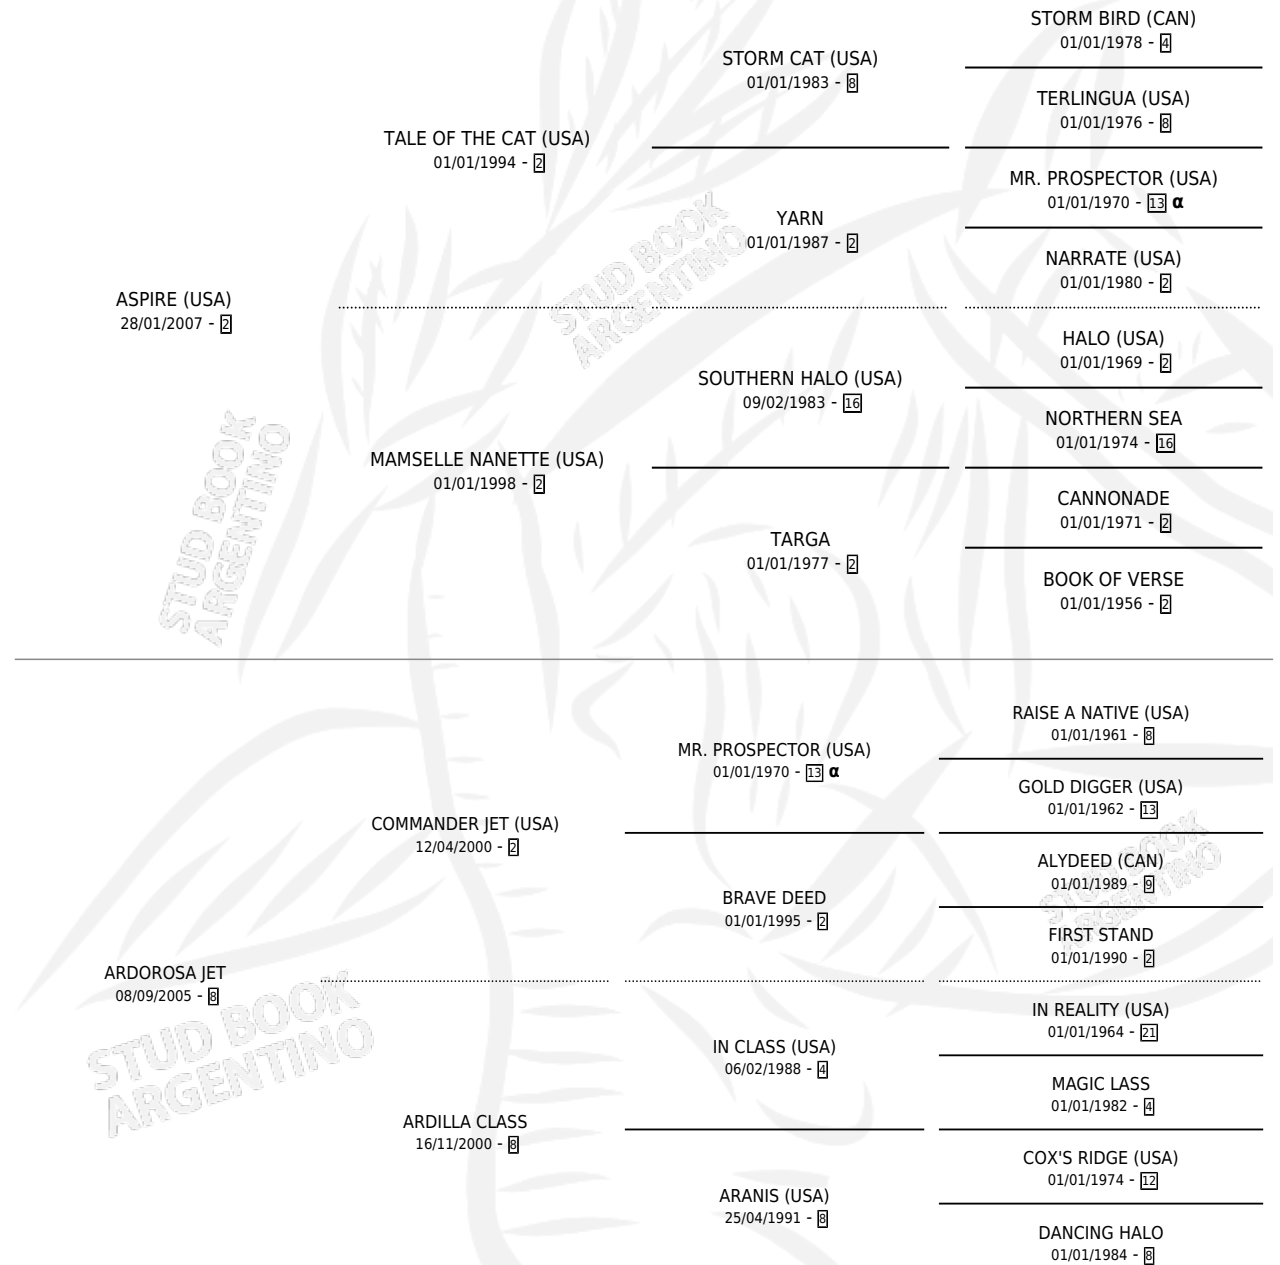 STORM BIRD (CAN)
01/01/1978 - 4
STORM CAT (USA)
01/01/1983 - 8
TERLINGUA (USA)
01/01/1976 - 8
TALE OF THE CAT (USA)
01/01/1994 - 2
MR. PROSPECTOR (USA)
01/01/1970 - 13 α
YARN
01/01/1987 - 2
NARRATE (USA)
01/01/1980 - 2
STUD BOOK
ARGENTINO
ASPIRE (USA)
28/01/2007 - 2
HALO (USA)
01/01/1969 - 2
SOUTHERN HALO (USA)
09/02/1983 - 16
NORTHERN SEA
01/01/1974 - 16
MAMSELLE NANETTE (USA)
01/01/1998 - 2
CANNONADE
01/01/1971 - 2
TARGA
01/01/1977 - 2
BOOK OF VERSE
01/01/1956 - 2
STUD BOOK
ARGENTINO
RAISE A NATIVE (USA)
01/01/1961 - 8
MR. PROSPECTOR (USA)
01/01/1970 - 13 α
GOLD DIGGER (USA)
01/01/1962 - 13
COMMANDER JET (USA)
12/04/2000 - 2
ALYDEED (CAN)
01/01/1989 - 9
BRAVE DEED
01/01/1995 - 2
FIRST STAND
01/01/1990 - 2
STUD BOOK
ARGENTINO
ARDOROSA JET
08/09/2005 - 8
IN REALITY (USA)
01/01/1964 - 21
IN CLASS (USA)
06/02/1988 - 4
MAGIC LASS
01/01/1982 - 4
STUD BOOK
ARGENTINO
ARDILLA CLASS
16/11/2000 - 8
COX'S RIDGE (USA)
01/01/1974 - 12
ARANIS (USA)
25/04/1991 - 8
DANCING HALO
01/01/1984 - 8